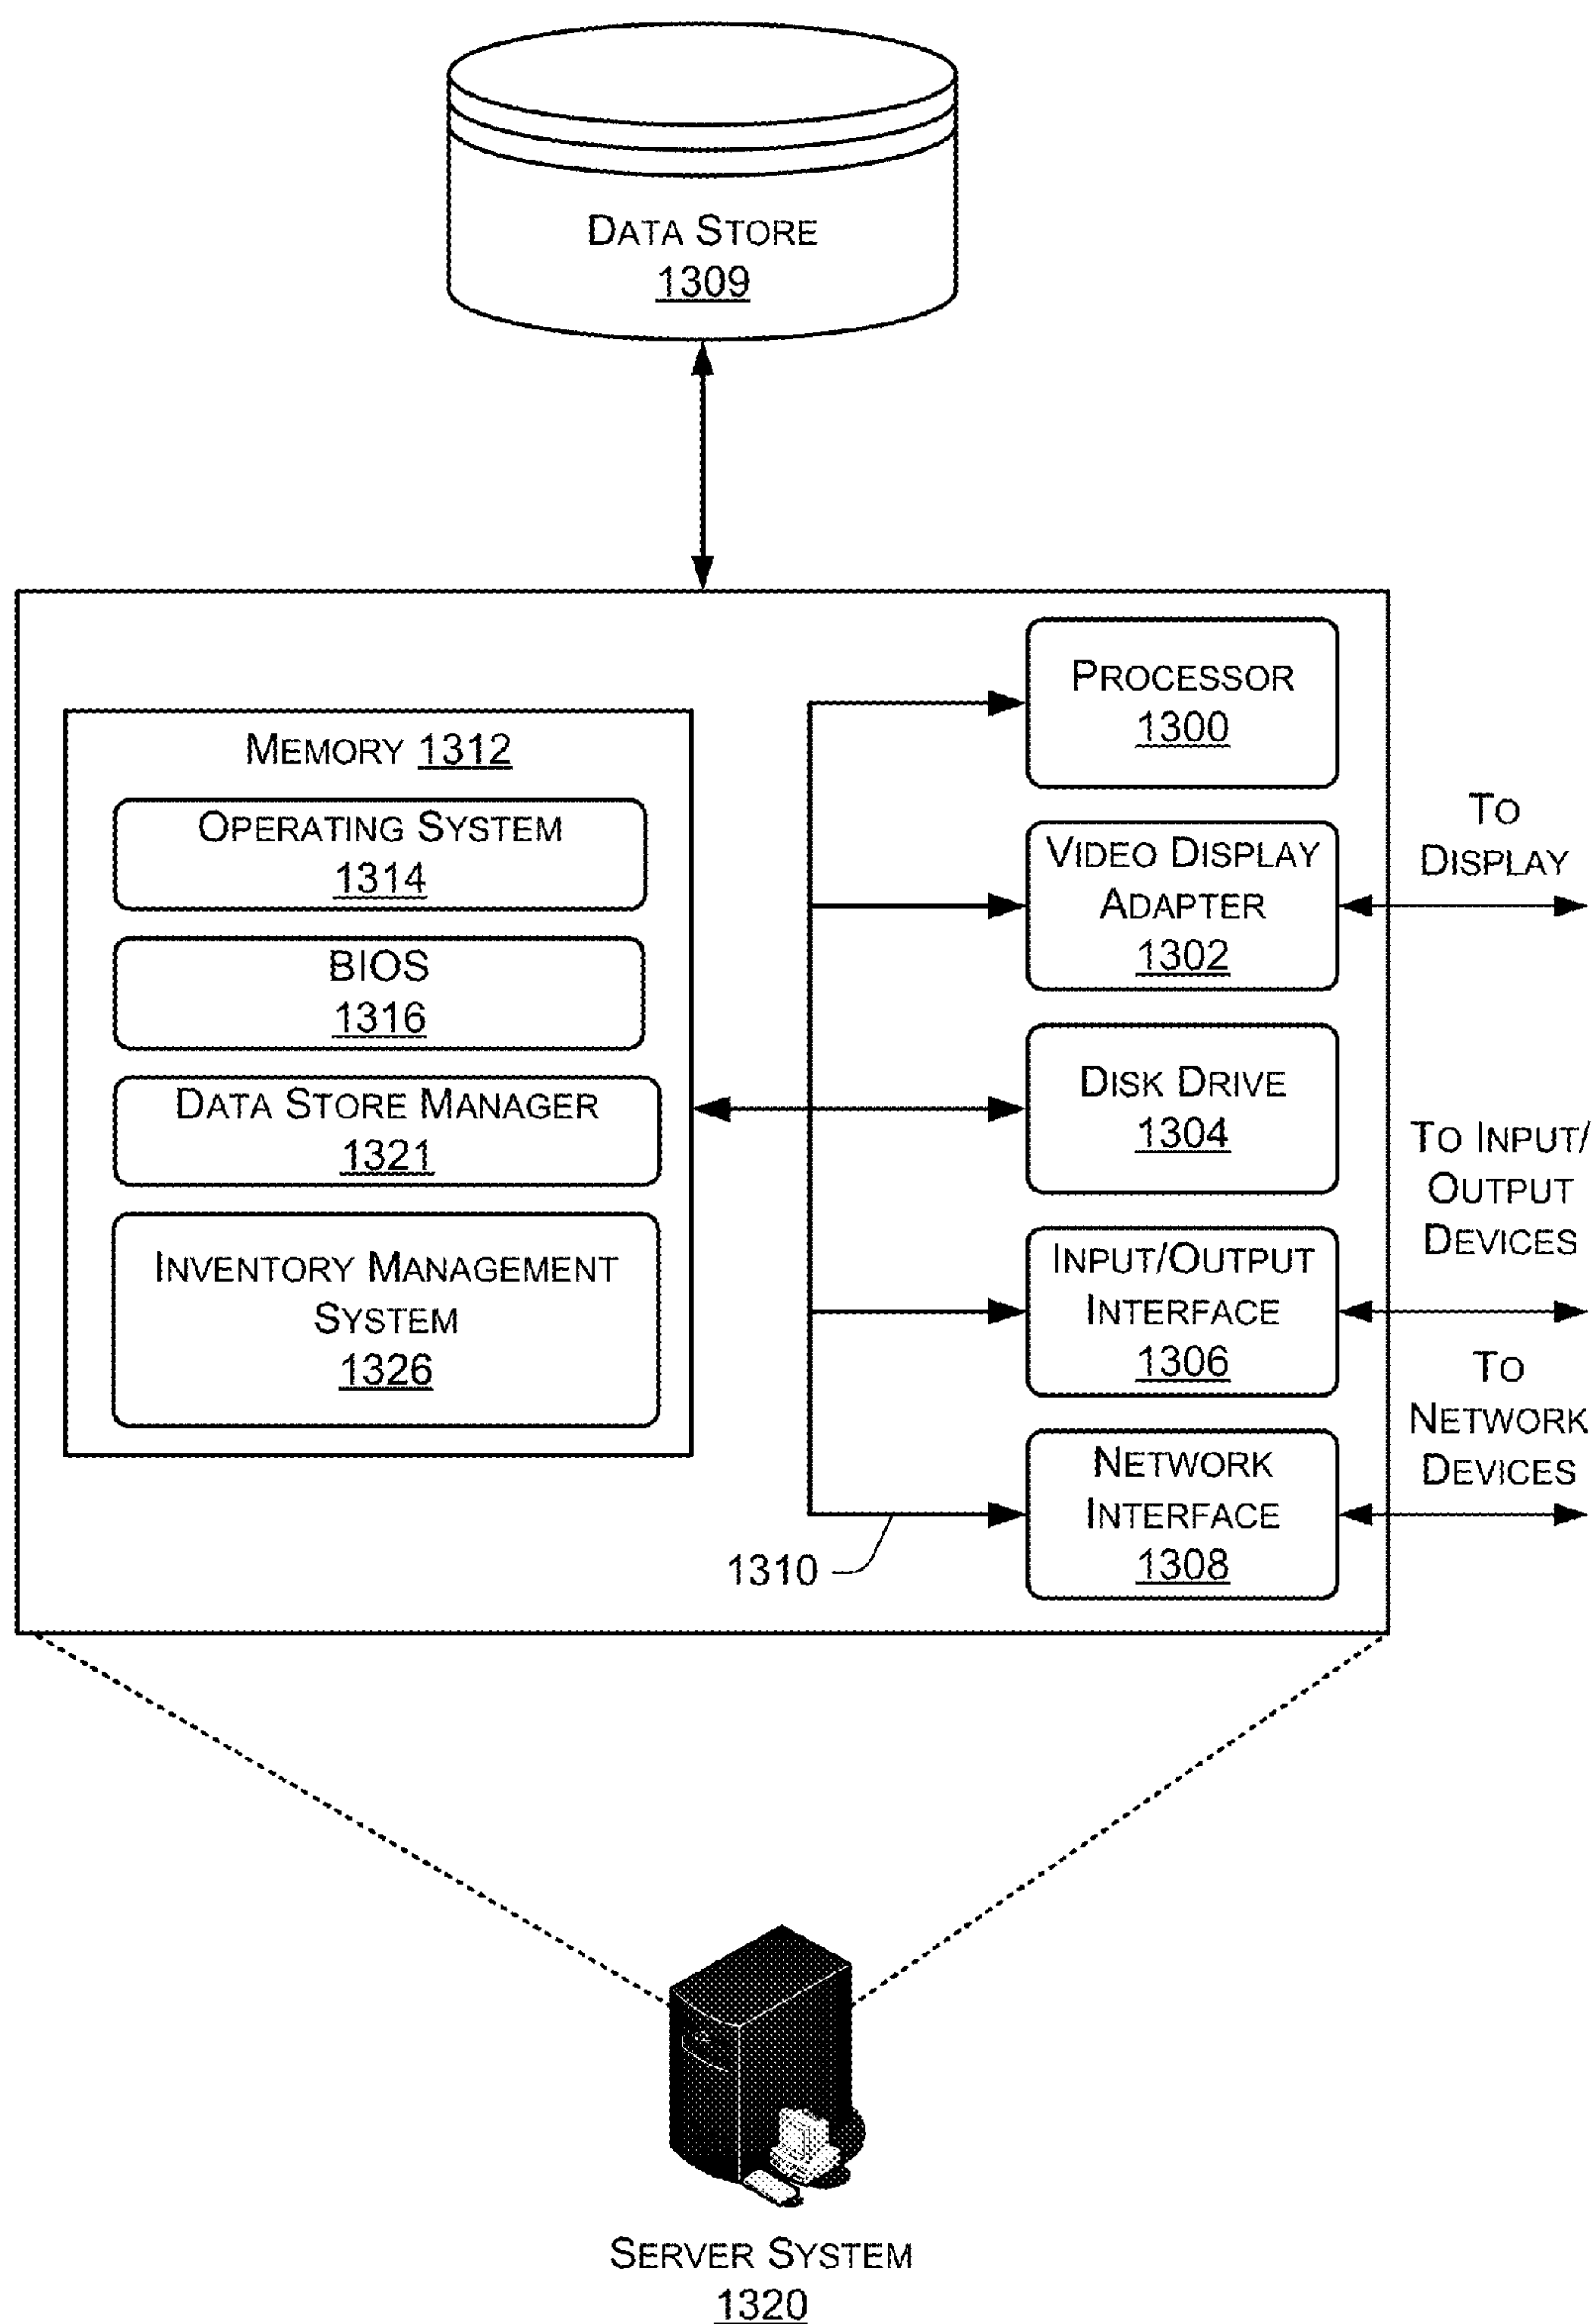 DATA STORE
1309
MEMORY 1312
OPERATING SYSTEM
1314
BIOS
1316
DATA STORE MANAGER
1321
INVENTORY MANAGEMENT
SYSTEM
1326
PROCESSOR
1300
VIDEO DISPLAY
ADAPTER
1302
DISK DRIVE
1304
INPUT/OUTPUT
INTERFACE
1306
NETWORK
INTERFACE
1308
1310
TO
DISPLAY
TO INPUT/
OUTPUT
DEVICES
TO
NETWORK
DEVICES
SERVER SYSTEM
1320